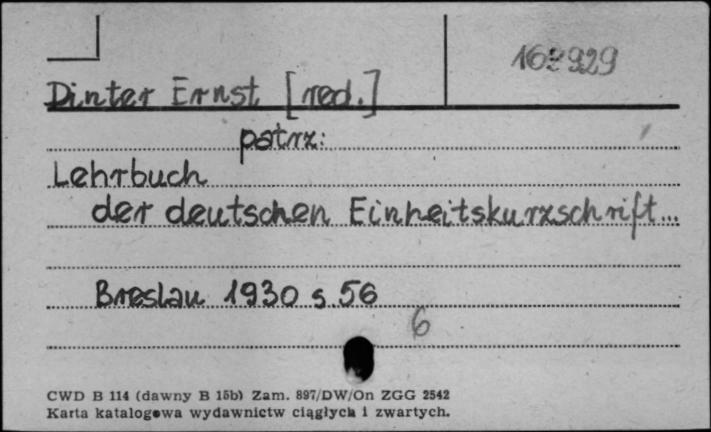 162929
Dinter Ernst [red.]
patrz:
Lehrbuch
der deutschen Einheitskurzschrift...
Breslau 1930 s.56
6
CWD B 114 (dawny B 15b) Zam. 897/DW/On ZGG 2542
Karta katalogowa wydawnictw ciągłych i zwartych.